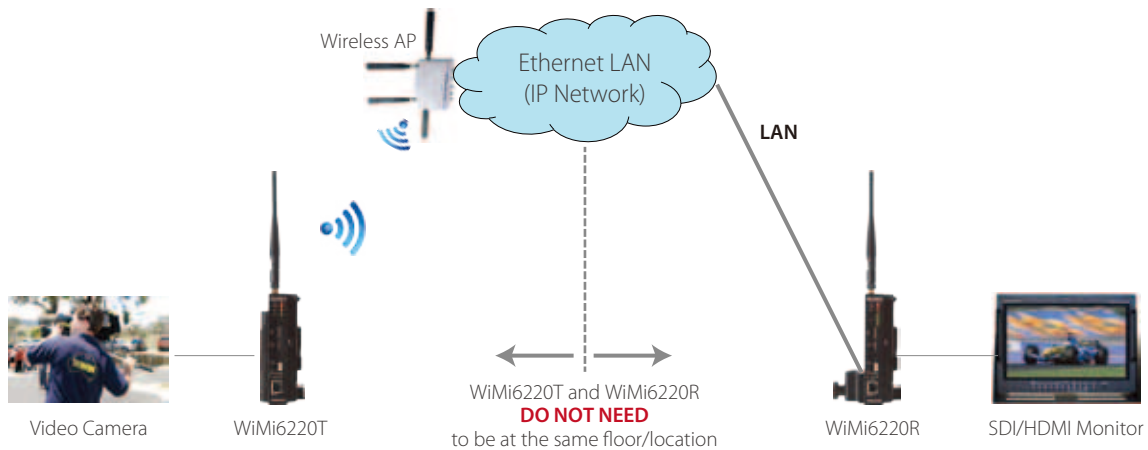 Wireless AP
Ethernet LAN
(IP Network)
LAN
WiMi6220T and WiMi6220R
DO NOT NEED
to be at the same floor/location
Video Camera
WiMi6220T
WiMi6220R
SDI/HDMI Monitor